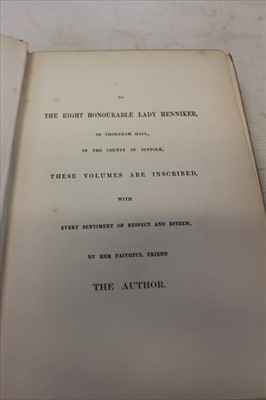 TO
THE RIGHT HONOURABLE LADY HENNIKER,
OF THORNHAM HALL,
IN THE COUNTY OF SUFFOLK,
THESE VOLUMES ARE INSCRIBED,
WITH
EVERY SENTIMENT OF RESPECT AND ESTEEM,
BY HER FAITHFUL FRIEND
THE AUTHOR.